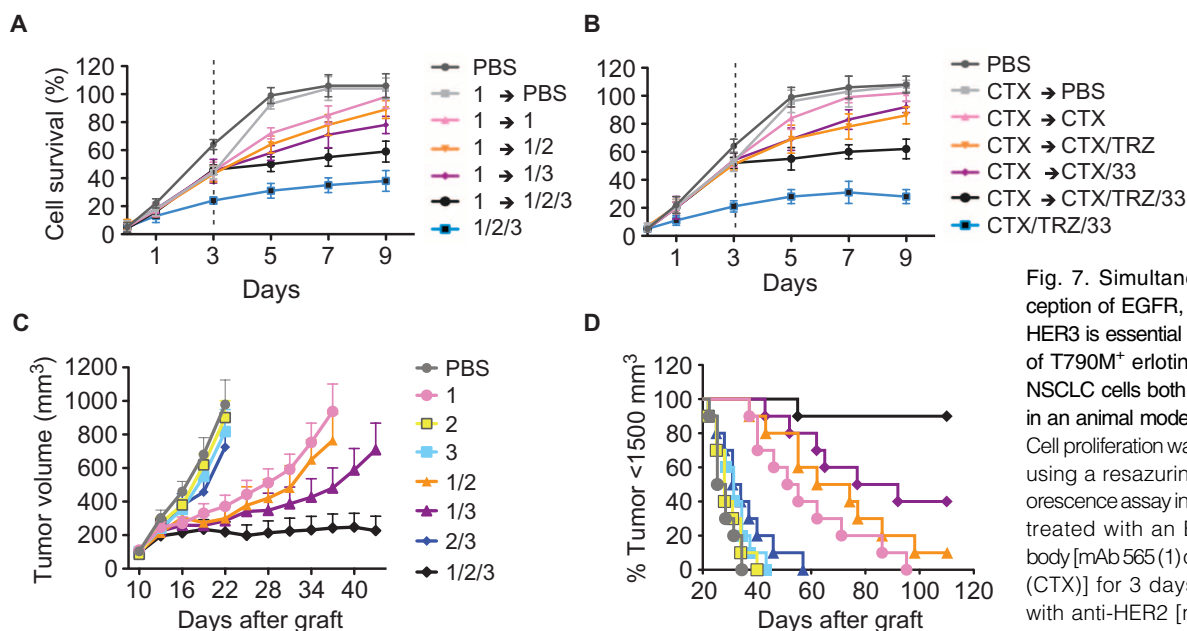 A
Cell survival (%)
120
100
80
60
40
20
0
1 3 5 7 9
Days
PBS
1 → PBS
1 → 1
1 → 1/2
1 → 1/3
1 → 1/2/3
1/2/3
B
120
100
80
60
40
20
0
1 3 5 7 9
Days
PBS
CTX → PBS
CTX → CTX
CTX → CTX/TRZ
CTX → CTX/33
CTX → CTX/TRZ/33
CTX/TRZ/33
C
Tumor volume (mm³)
1200
1000
800
600
400
200
0
10 16 22 28 34 40
Days after graft
PBS
1
2
3
1/2
1/3
2/3
1/2/3
D
% Tumor <1500 mm³
100
80
60
40
20
0
20 40 60 80 100 120
Days after graft
Fig. 7. Simultan
ception of EGFR,
HER3 is essential
of T790M⁺ erlotin
NSCLC cells both
in an animal mode
Cell proliferation wa
using a resazurin
orescence assay in
treated with an E
body [mAb 565 (1) c
(CTX)] for 3 days
with anti-HER2 [m